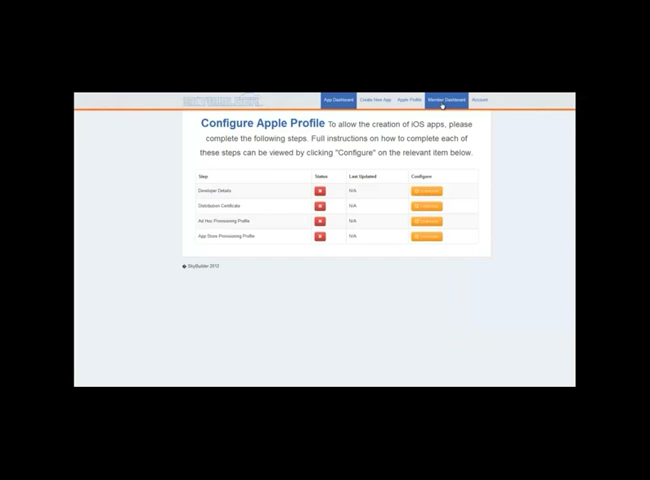 App Dashboard Create New App Apple Profile Member Dashboard Account
Configure Apple Profile To allow the creation of iOS apps, please
complete the following steps. Full instructions on how to complete each of
these steps can be viewed by clicking "Configure" on the relevant item below.
Step Status Last Updated Configure
Developer Details N/A
Distribution Certificate N/A
Ad Hoc Provisioning Profile N/A
App Store Provisioning Profile N/A
� SkyBuilder 2012